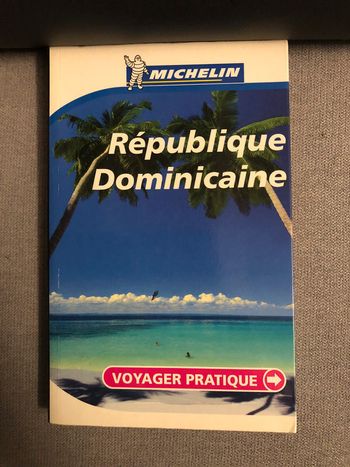 MICHELIN
République
Dominicaine
VOYAGER PRATIQUE